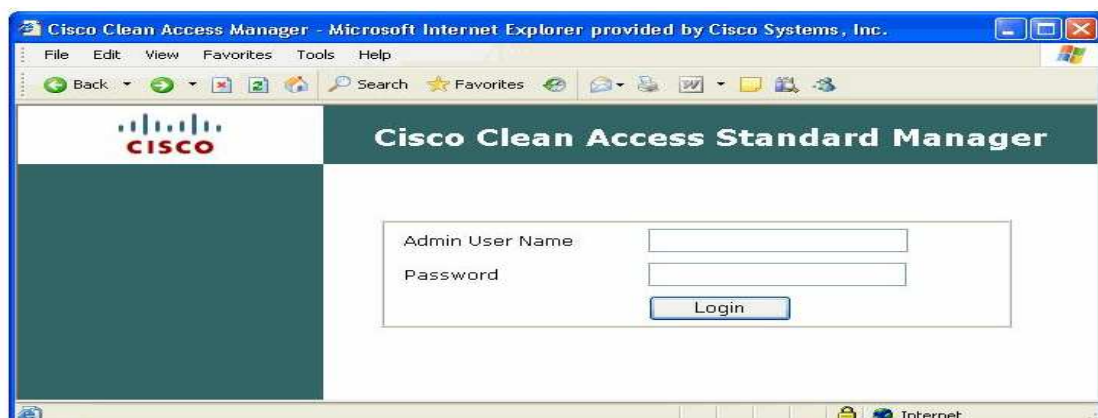 Cisco Clean Access Manager - Microsoft Internet Explorer provided by Cisco Systems, Inc.
File Edit View Favorites Tools Help
Back Search Favorites
CISCO
Cisco Clean Access Standard Manager
Admin User Name
Password
Login
Internet